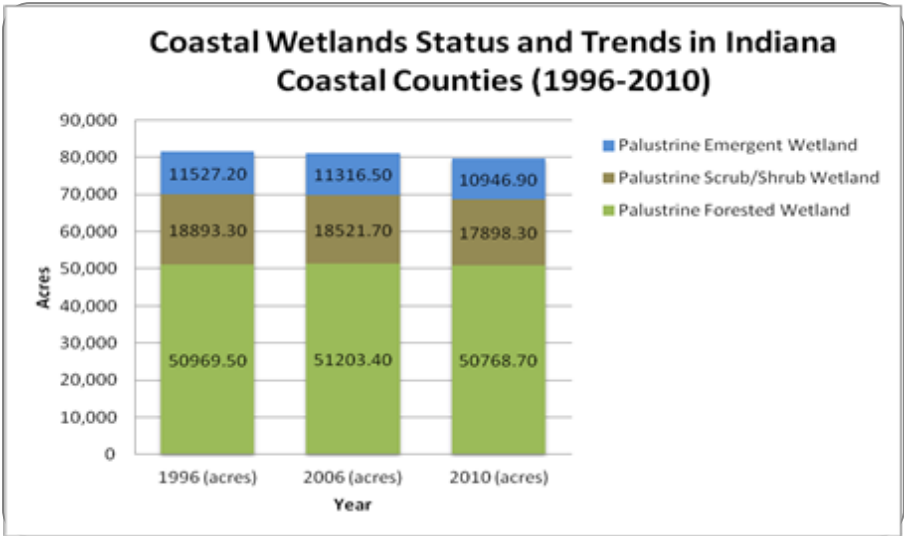 Coastal Wetlands Status and Trends in Indiana
Coastal Counties (1996-2010)
90,000
80,000
70,000
60,000
50,000
40,000
30,000
20,000
10,000
0
Acres
11527.20
11316.50
10946.90
18893.30
18521.70
17898.30
50969.50
51203.40
50768.70
1996 (acres)
2006 (acres)
2010 (acres)
Year
Palustrine Emergent Wetland
Palustrine Scrub/Shrub Wetland
Palustrine Forested Wetland